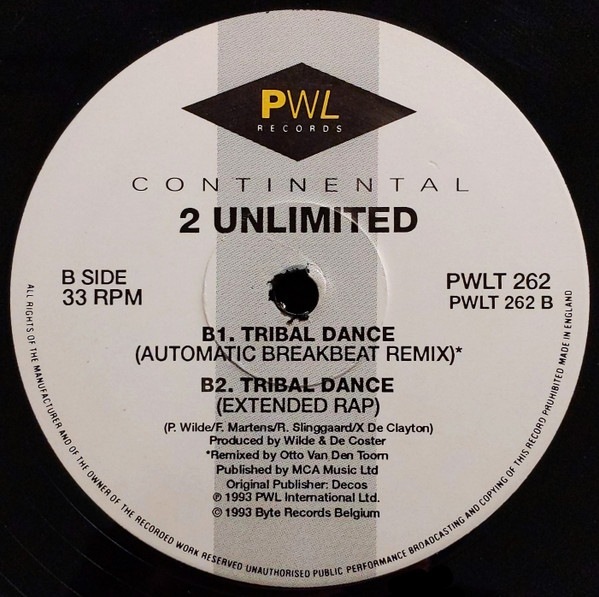 PWL
RECORDS
CONTINENTAL
2 UNLIMITED
B SIDE
33 RPM
PWLT 262
PWLT 262 B
B1. TRIBAL DANCE
(AUTOMATIC BREAKBEAT REMIX)*
B2. TRIBAL DANCE
(EXTENDED RAP)
(P. Wilde/F. Martens/R. Slinggaard/X De Clayton)
Produced by Wilde & De Coster
*Remixed by Otto Van Den Toorn
Published by MCA Music Ltd
Original Publisher: Decos
℗ 1993 PWL International Ltd.
© 1993 Byte Records Belgium
ALL RIGHTS OF THE MANUFACTURER AND OF THE OWNER OF THE RECORDED WORK RESERVED UNAUTHORISED PUBLIC PERFORMANCE BROADCASTING AND COPYING OF THIS RECORD PROHIBITED MADE IN ENGLAND